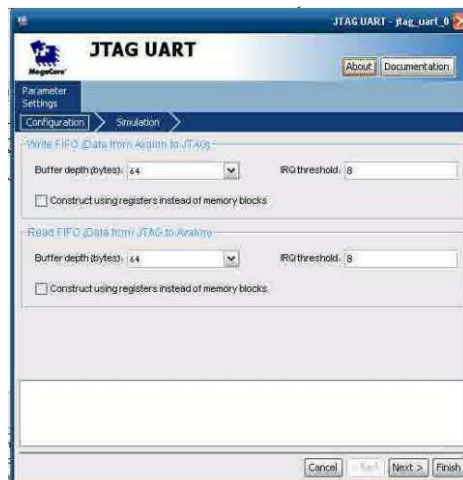 JTAG UART - jtag_uart_0
JTAG UART
MegaCore'
About Documentation
Parameter
Settings
Configuration Simulation
Write FIFO (Data from Avalon to JTAG)
Buffer depth (bytes): 64 IRQ threshold: 8
Construct using registers instead of memory blocks
Read FIFO (Data from JTAG to Avalon)
Buffer depth (bytes): 64 IRQ threshold: 8
Construct using registers instead of memory blocks
Cancel < Back Next > Finish